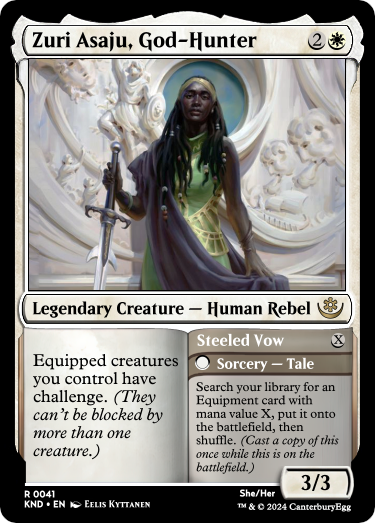 Zuri Asaju, God-Hunter 2
Legendary Creature — Human Rebel
Equipped creatures
you control have
challenge. (They
can't be blocked by
more than one
creature.)
Steeled Vow X
Sorcery — Tale
Search your library for an
Equipment card with
mana value X, put it onto
the battlefield, then
shuffle. (Cast a copy of this
once while this is on the
battlefield.)
3/3
R 0041
KND • EN Eelis Kyttanen
She/Her
™ & © 2024 CanterburyEgg